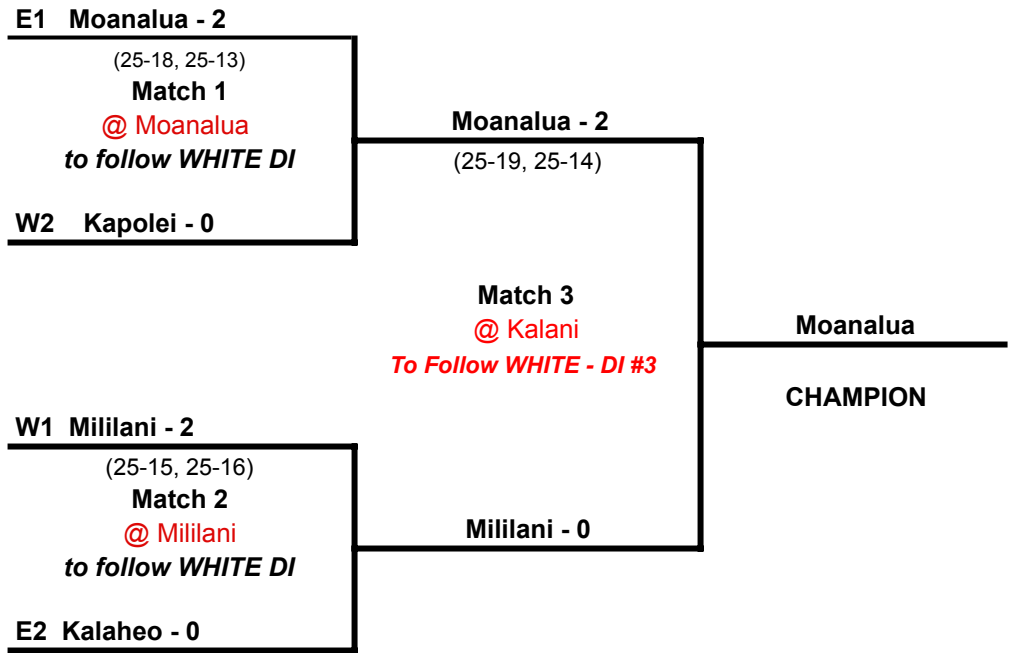 E1 Moanalua - 2
(25-18, 25-13)
Match 1
@ Moanalua
to follow WHITE DI
W2 Kapolei - 0
Moanalua - 2
(25-19, 25-14)
Match 3
@ Kalani
To Follow WHITE - DI #3
Moanalua
CHAMPION
W1 Mililani - 2
(25-15, 25-16)
Match 2
@ Mililani
to follow WHITE DI
Mililani - 0
E2 Kalaheo - 0